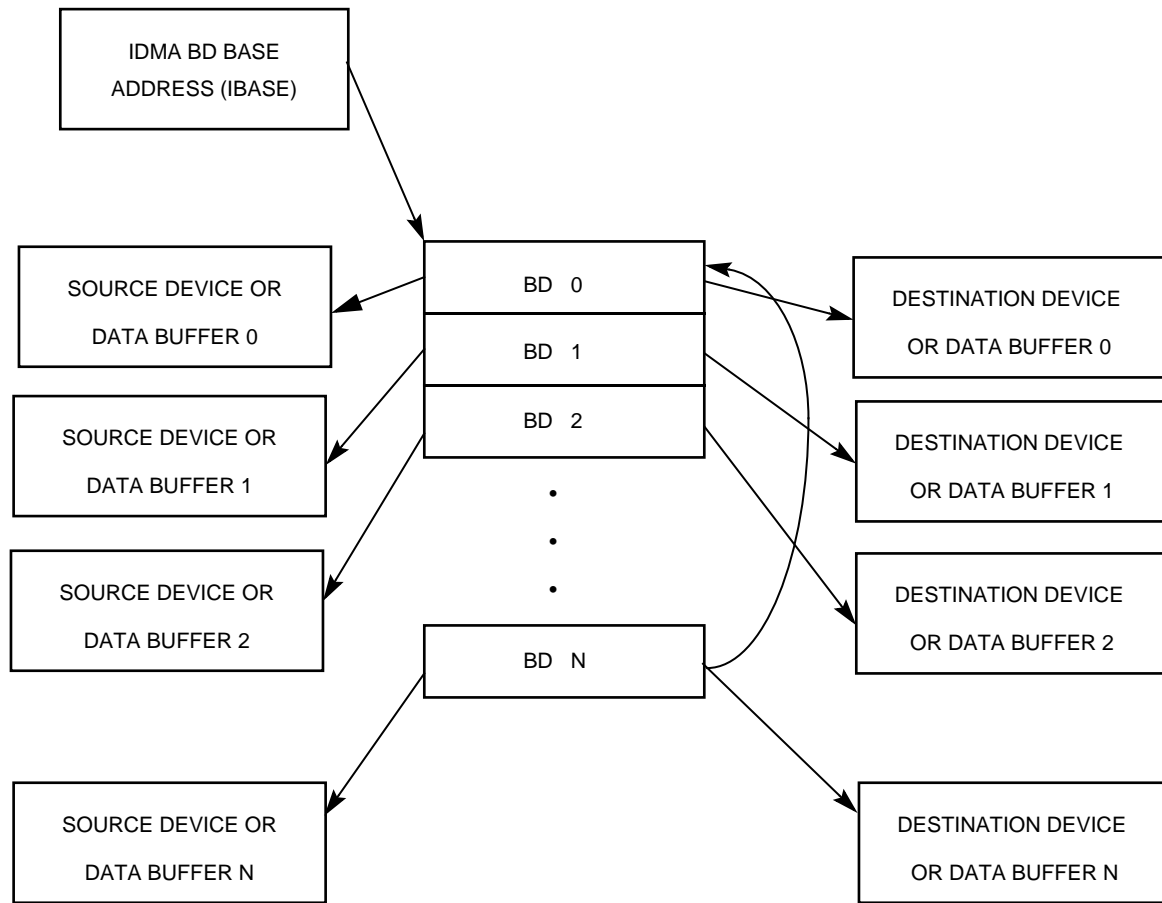 IDMA BD BASE
ADDRESS (IBASE)
SOURCE DEVICE OR
DATA BUFFER 0
BD 0
DESTINATION DEVICE
OR DATA BUFFER 0
SOURCE DEVICE OR
DATA BUFFER 1
BD 1
DESTINATION DEVICE
OR DATA BUFFER 1
BD 2
SOURCE DEVICE OR
DATA BUFFER 2
DESTINATION DEVICE
OR DATA BUFFER 2
BD N
SOURCE DEVICE OR
DATA BUFFER N
DESTINATION DEVICE
OR DATA BUFFER N